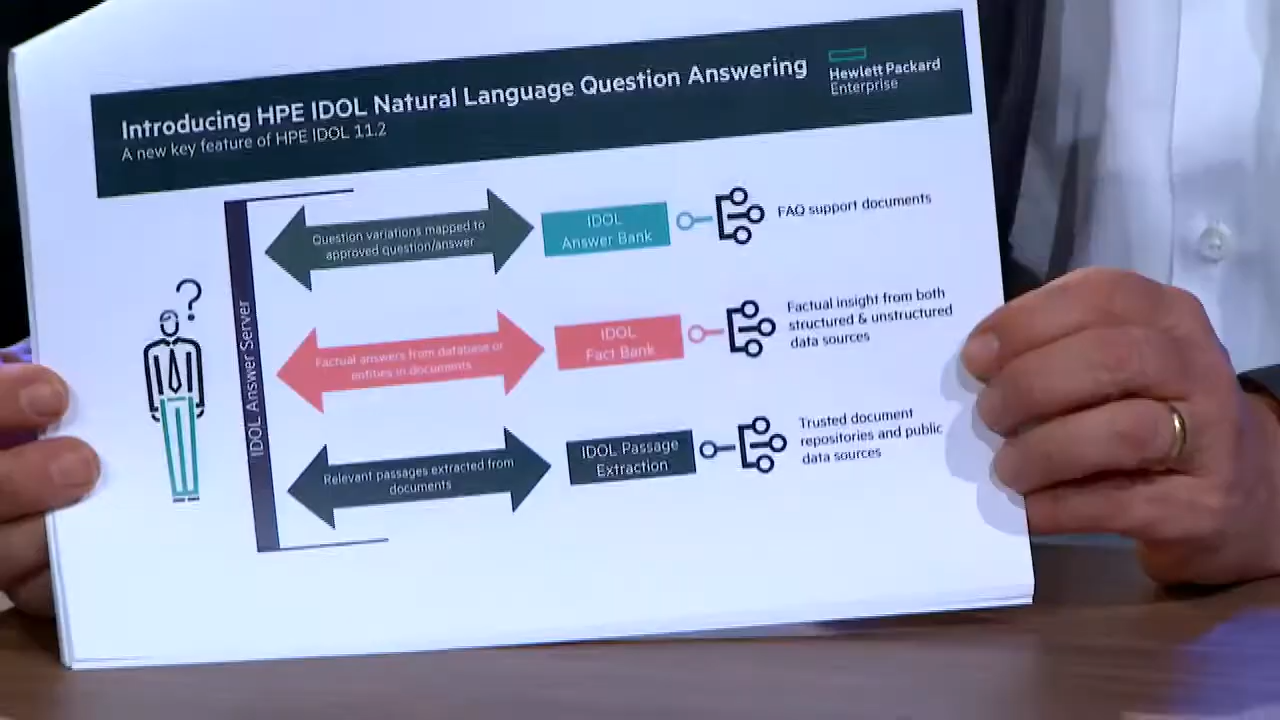 Introducing HPE IDOL Natural Language Question Answering
A new key feature of HPE IDOL 11.2
Hewlett Packard
Enterprise
?
IDOL Answer Server
Question variations mapped to
approved question/answer
IDOL
Answer Bank
FAQ support documents
Factual answers from database or
entities in documents
IDOL
Fact Bank
Factual insight from both
structured & unstructured
data sources
Relevant passages extracted from
documents
IDOL Passage
Extraction
Trusted document
repositories and public
data sources